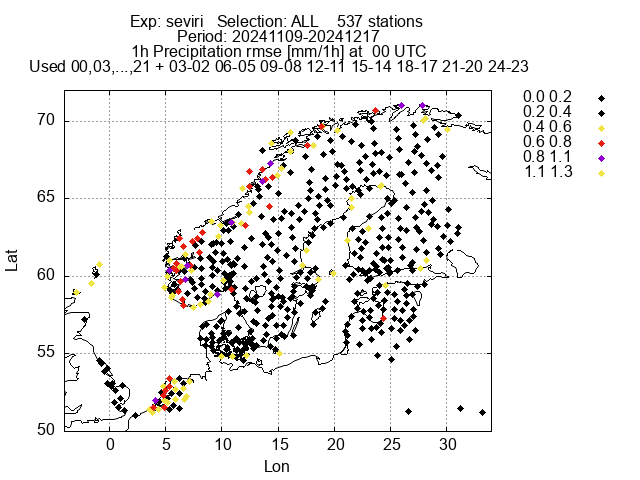 Exp: seviri Selection: ALL 537 stations
Period: 20241109-20241217
1h Precipitation rmse [mm/1h] at 00 UTC
Used 00,03,...,21 + 03-02 06-05 09-08 12-11 15-14 18-17 21-20 24-23
0.0 0.2
0.2 0.4
0.4 0.6
0.6 0.8
0.8 1.1
1.1 1.3
70
65
60
55
50
Lat
0 5 10 15 20 25 30
Lon